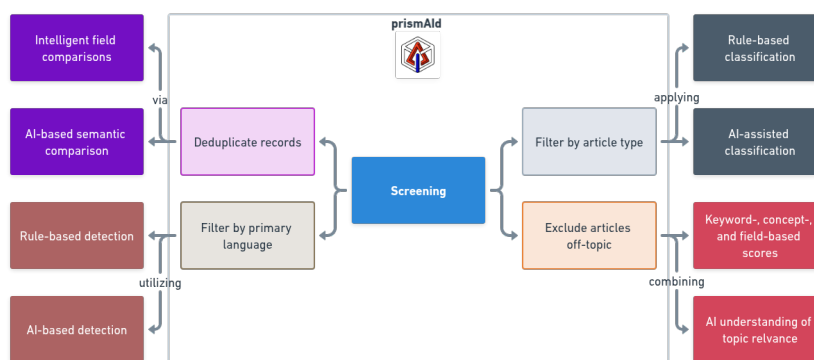 prismAId
Intelligent field
comparisons
via
AI-based semantic
comparison
Deduplicate records
Rule-based detection
utilizing
AI-based detection
Filter by primary
language
Screening
Filter by article type
applying
Rule-based
classification
AI-assisted
classification
Exclude articles
off-topic
combining
Keyword-, concept-,
and field-based
scores
AI understanding of
topic relvance